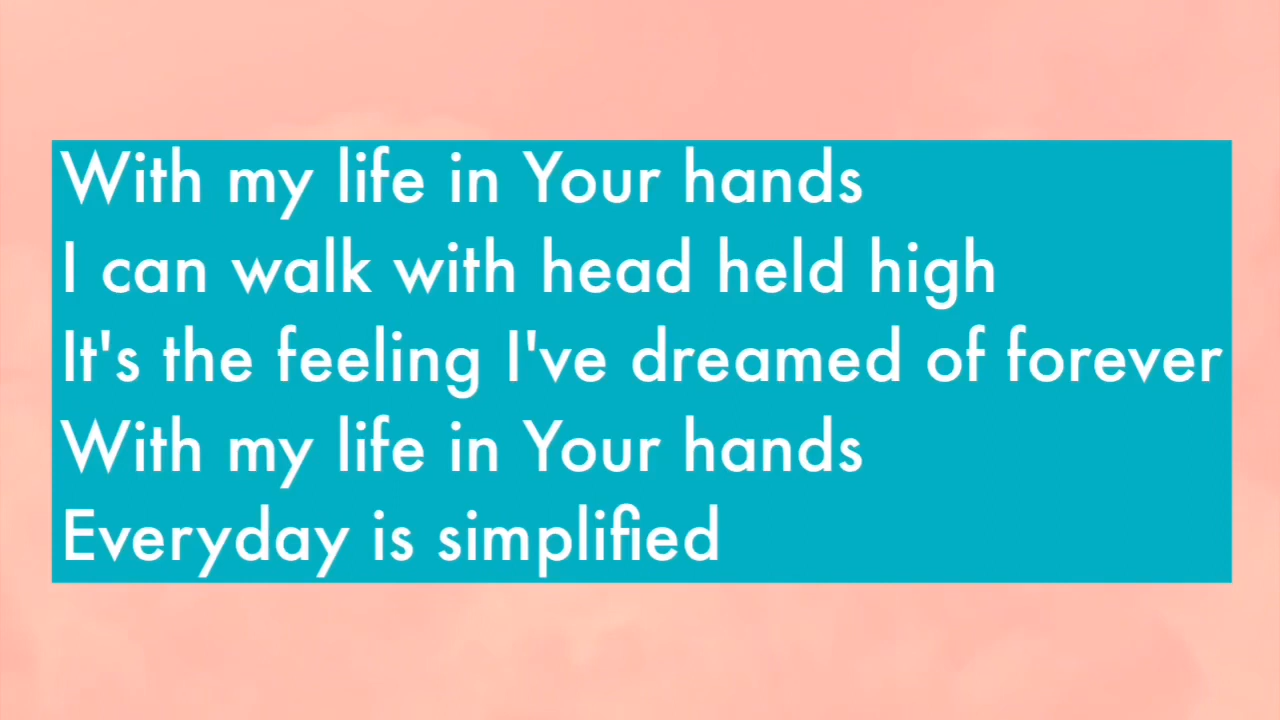 With my life in Your hands
I can walk with head held high
It's the feeling I've dreamed of forever
With my life in Your hands
Everyday is simplified